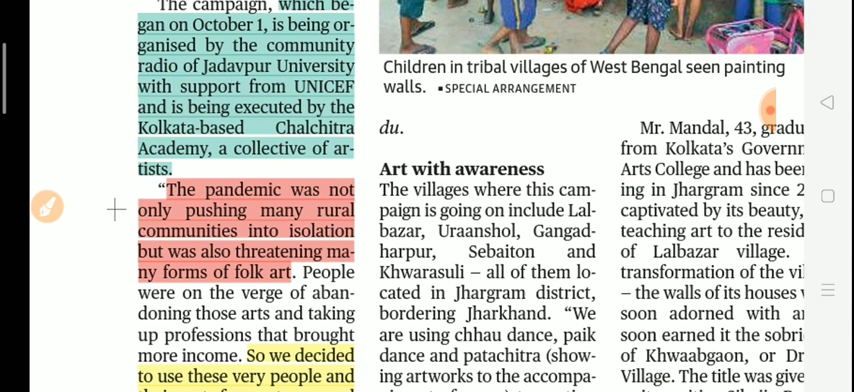 The campaign, which be-
gan on October 1, is being or-
ganised by the community
radio of Jadavpur University
with support from UNICEF
and is being executed by the
Kolkata-based Chalchitra
Academy, a collective of ar-
tists.
“The pandemic was not
only pushing many rural
communities into isolation
but was also threatening ma-
ny forms of folk art. People
were on the verge of aban-
doning those arts and taking
up professions that brought
more income. So we decided
to use these very people and
Children in tribal villages of West Bengal seen painting
walls. ▪SPECIAL ARRANGEMENT
du.
Art with awareness
The villages where this cam-
paign is going on include Lal-
bazar, Uraanshol, Gangad-
harpur, Sebaiton and
Khwarasuli – all of them lo-
cated in Jhargram district,
bordering Jharkhand. “We
are using chhau dance, paik
dance and patachitra (show-
ing artworks to the accompa-
Mr. Mandal, 43, gradu
from Kolkata’s Governm
Arts College and has been
ing in Jhargram since 2
captivated by its beauty,
teaching art to the resid
of Lalbazar village.
transformation of the vil
– the walls of its houses
soon adorned with ar
soon earned it the sobri
of Khwaabgaon, or Dr
Village. The title was give